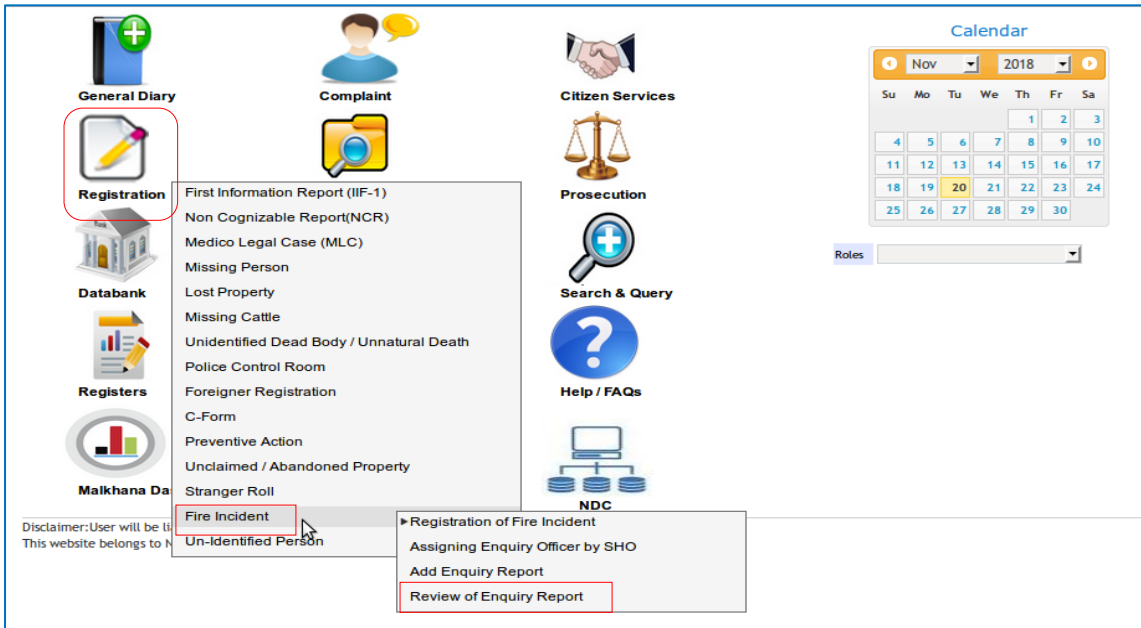 General Diary
Complaint
Citizen Services
Registration
Prosecution
Bank
Databank
Search & Query
Registers
Help / FAQs
Malkhana Da
NDC
First Information Report (IIF-1)
Non Cognizable Report(NCR)
Medico Legal Case (MLC)
Missing Person
Lost Property
Missing Cattle
Unidentified Dead Body / Unnatural Death
Police Control Room
Foreigner Registration
C-Form
Preventive Action
Unclaimed / Abandoned Property
Stranger Roll
Fire Incident
Un-Identified Person
Registration of Fire Incident
Assigning Enquiry Officer by SHO
Add Enquiry Report
Review of Enquiry Report
Calendar
Nov 2018
Su Mo Tu We Th Fr Sa
1 2 3
4 5 6 7 8 9 10
11 12 13 14 15 16 17
18 19 20 21 22 23 24
25 26 27 28 29 30
Roles
Disclaimer:User will be li
This website belongs to N